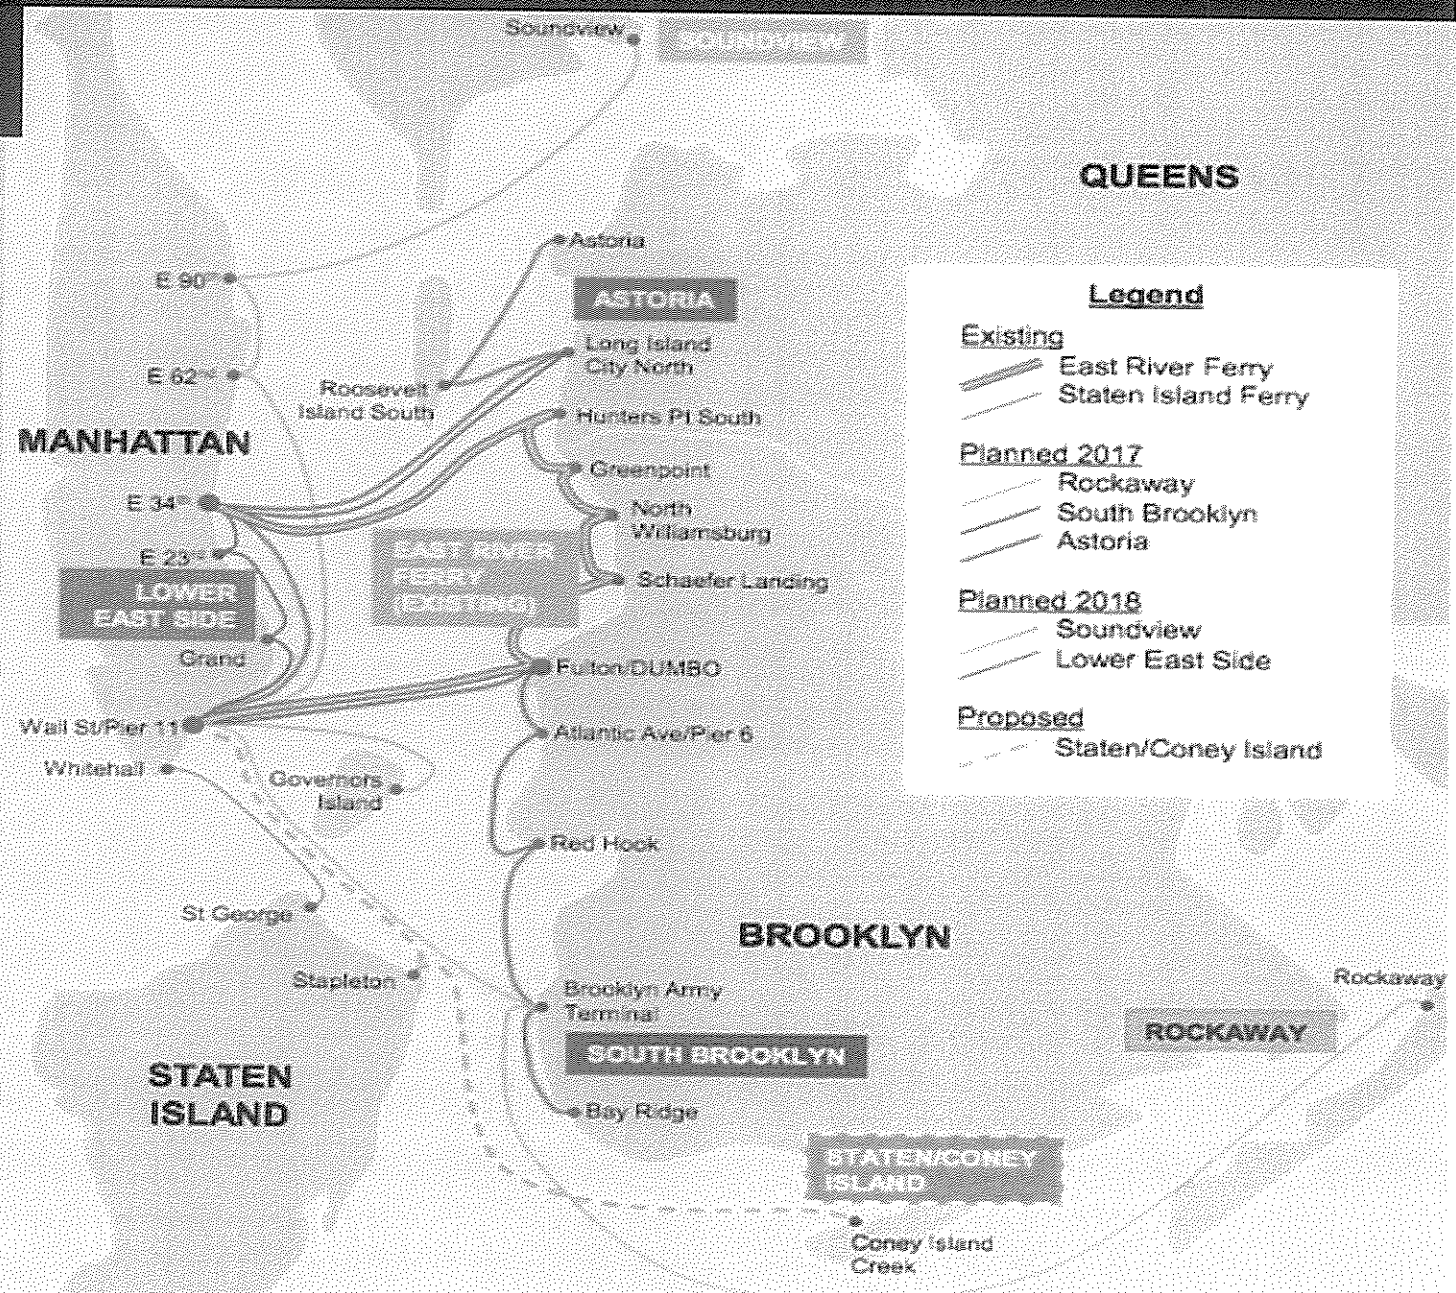 Soundview
SOUNDVIEW
QUEENS
Astoria
E 90TH
ASTORIA
Legend
Existing
East River Ferry
Staten Island Ferry
Planned 2017
Rockaway
South Brooklyn
Astoria
Planned 2018
Soundview
Lower East Side
Proposed
Staten/Coney Island
Long Island
City North
E 62nd
Roosevelt
Island South
Hunters Pt South
MANHATTAN
Greenpoint
E 34th
North
Williamsburg
E 23rd
EAST RIVER
FERRY
(EXISTING)
Schaefer Landing
LOWER
EAST SIDE
Grand
Fulton/DUMBO
Wall St/Pier 11
Atlantic Ave/Pier 6
Whitehall
Governors
Island
Red Hook
St George
BROOKLYN
Stapleton
Rockaway
Brooklyn Army
Terminal
ROCKAWAY
SOUTH BROOKLYN
STATEN
ISLAND
Bay Ridge
STATEN/CONEY
ISLAND
Coney Island
Creek